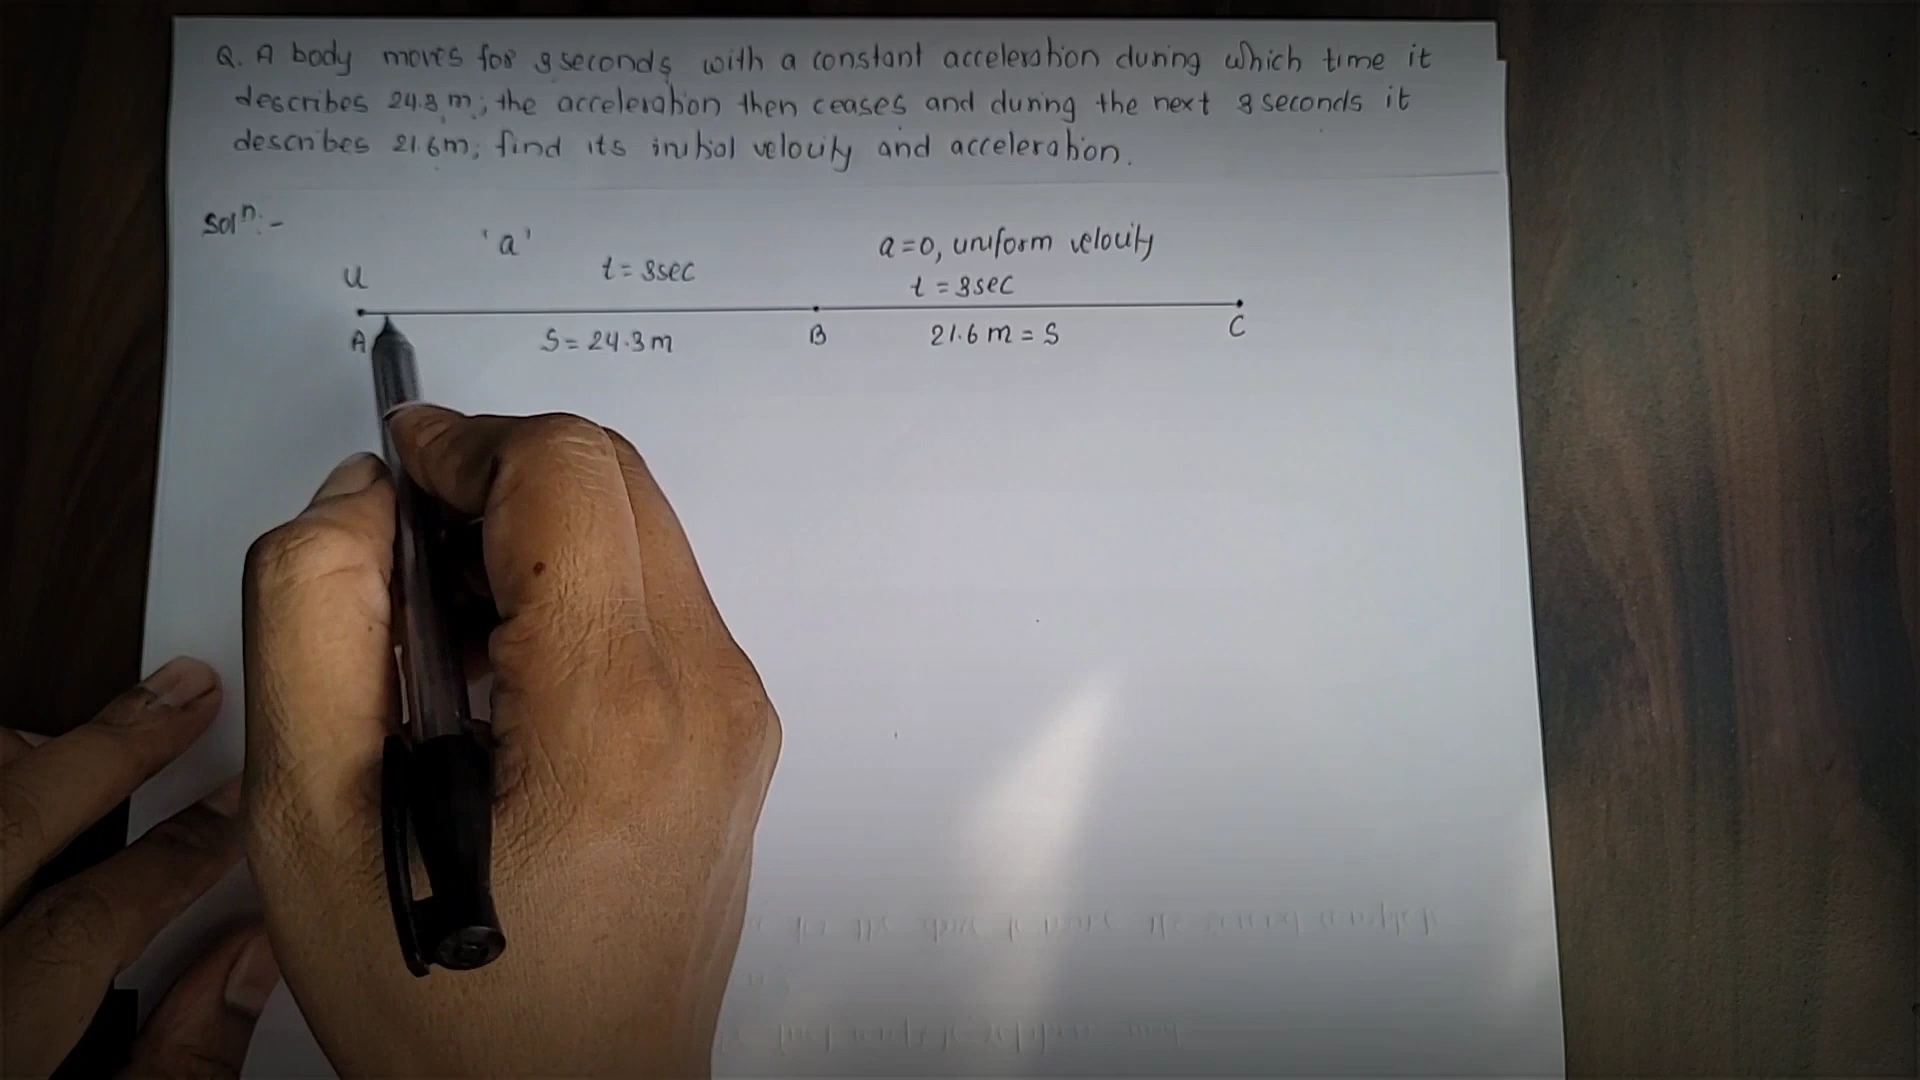 Q. A body moves for 3 seconds with a constant acceleration during which time it
describes 24.3 m; the acceleration then ceases and during the next 3 seconds it
describes 21.6m; find its initial velocity and acceleration.
Solⁿ:-
'a'
a=0, uniform velocity
u
t = 3sec
t = 3sec
A
S = 24.3m
B
21.6 m = S
C